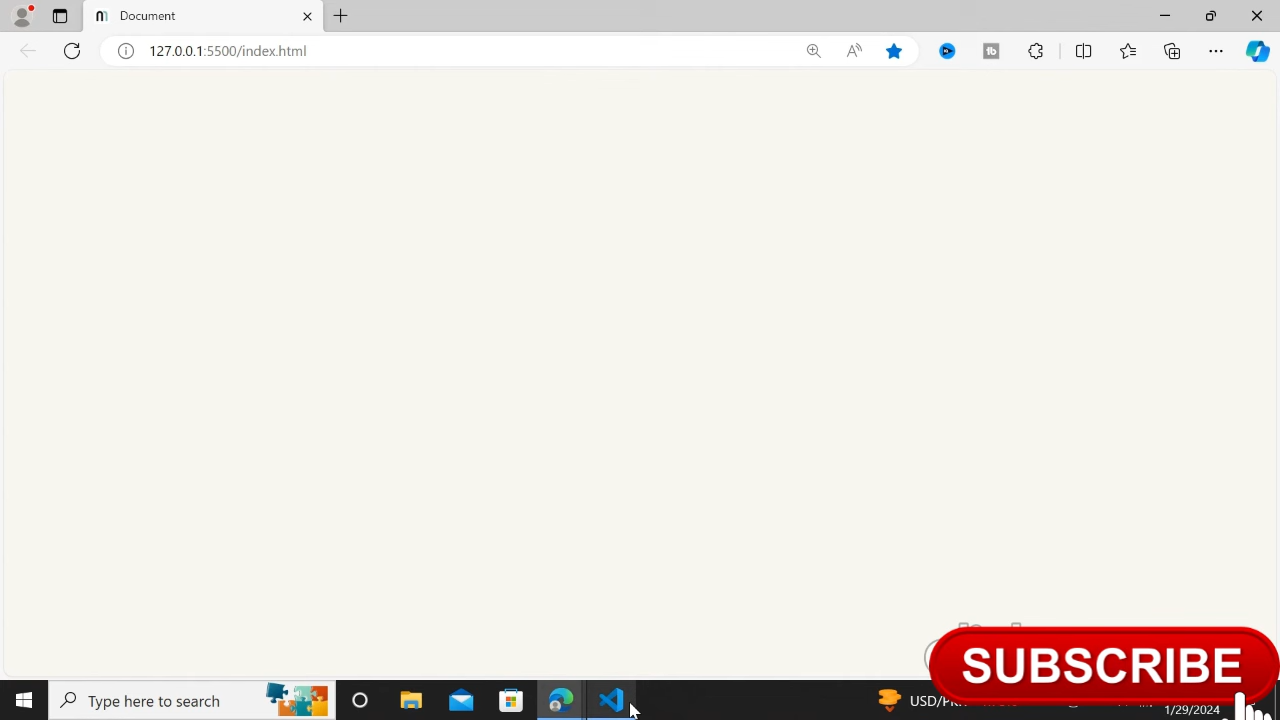 Document
127.0.0.1:5500/index.html
SUBSCRIBE
Type here to search
1/29/2024